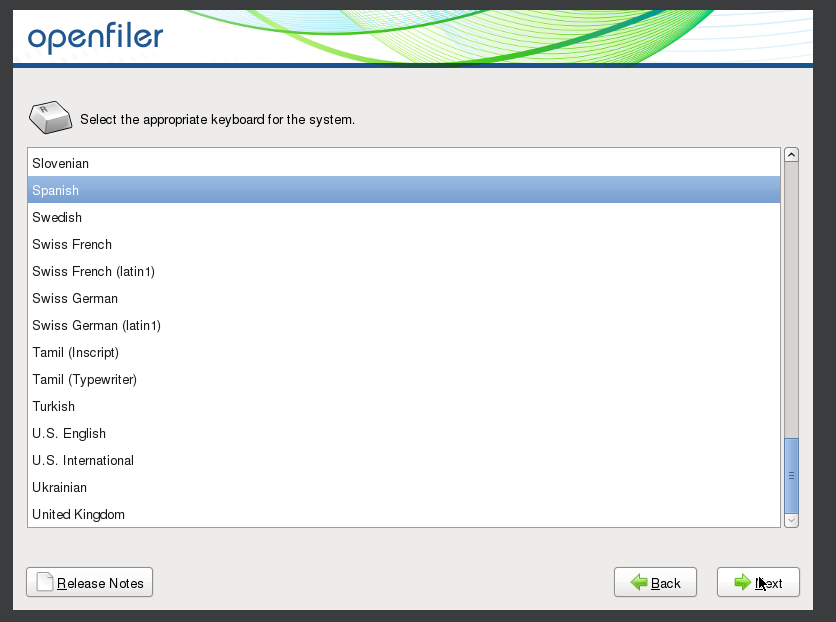 openfiler
R
Select the appropriate keyboard for the system.
Slovenian
Spanish
Swedish
Swiss French
Swiss French (latin1)
Swiss German
Swiss German (latin1)
Tamil (Inscript)
Tamil (Typewriter)
Turkish
U.S. English
U.S. International
Ukrainian
United Kingdom
Release Notes
Back
Next